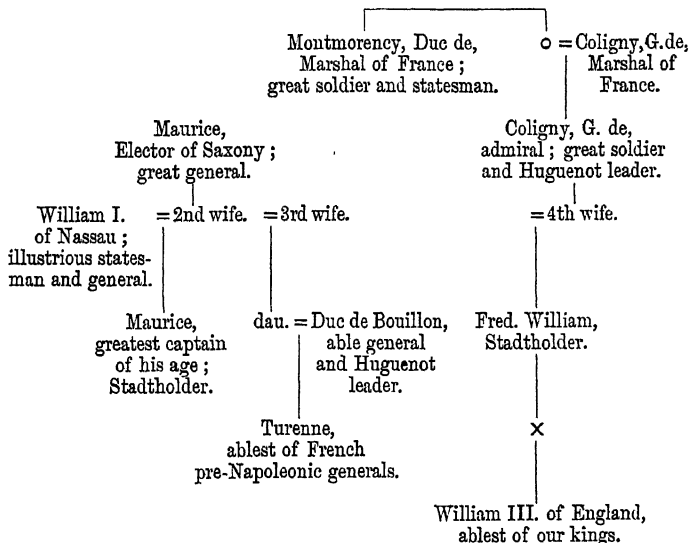 Montmorency, Duc de,
Marshal of France ;
great soldier and statesman.
o = Coligny, G. de,
Marshal of
France.
Maurice,
Elector of Saxony ;
great general.
Coligny, G. de,
admiral ; great soldier
and Huguenot leader.
William I.
of Nassau ;
illustrious states-
man and general.
= 2nd wife.
= 3rd wife.
= 4th wife.
Maurice,
greatest captain
of his age ;
Stadtholder.
dau. = Duc de Bouillon,
able general
and Huguenot
leader.
Fred. William,
Stadtholder.
Turenne,
ablest of French
pre-Napoleonic generals.
×
William III. of England,
ablest of our kings.